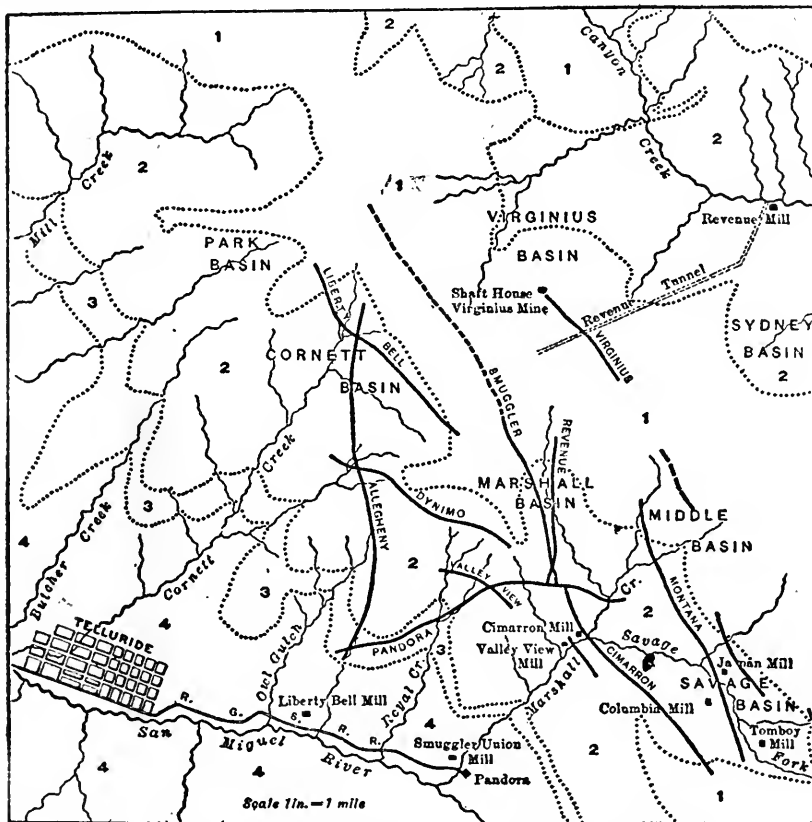 1
2
2
1
Canyon
Creek
2
2
Mill Creek
1
VIRGINIUS
BASIN
Revenue Mill
PARK
BASIN
3
LIBERTY
BELL
Shaft House
Virginius Mine
Revenue Tunnel
VIRGINIUS
SYDNEY
BASIN
2
2
CORNETT
BASIN
SMUGGLER
REVENUE
1
Creek
MARSHALL
BASIN
3
ALLEGHENY
DYNIMO
MIDDLE
BASIN
4
Butcher Creek
Cornett
3
2
VALLEY VIEW
Cr.
2
MONTANA
TELLURIDE
4
Owl Gulch
PANDORA
3
Cimarron Mill
Valley View
Mill
Savage
CIMARRON
Marshall
SAVAGE
BASIN
Columbia Mill
Tomboy
Mill
Fork
R. G. S. R. R.
Liberty Bell Mill
Royal Cr.
4
San Miguel River
Smuggler Union
Mill
Pandora
2
4
4
4
1
Scale 1 in. = 1 mile